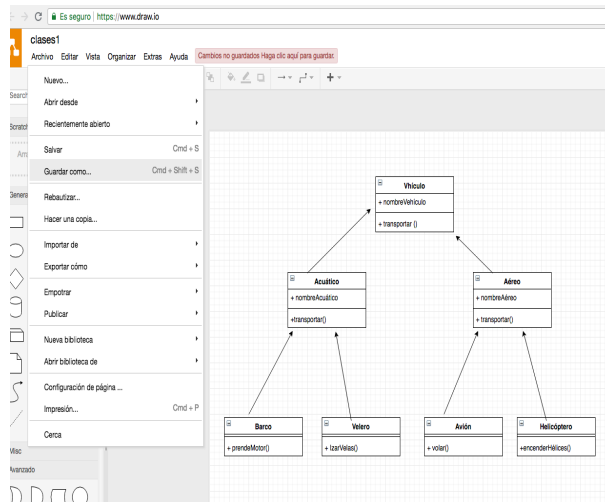 Es seguro | https://www.draw.io
clases1
Archivo Editar Vista Organizar Extras Ayuda Cambios no guardados Haga clic aquí para guardar.
Nuevo...
Search
Abrir desde
Recientemente abierto
Scratch
Salvar Cmd + S
Guardar como... Cmd + Shift + S
Rebautizar...
General
Hacer una copia...
Importar de
Exportar cómo
Empotrar
Publicar
Nueva biblioteca
Abrir biblioteca de
Configuración de página ...
Impresión... Cmd + P
Cerca
Misc
Avanzado
Vhículo
+ nombreVehículo
+ transportar ()
Acuático
+ nombreAcuático
+transportar()
Aéreo
+ nombreAéreo
+transportar()
Barco
+ prendeMotor()
Velero
+ IzarVelas()
Avión
+ volar()
Helicóptero
+encenderHélices()